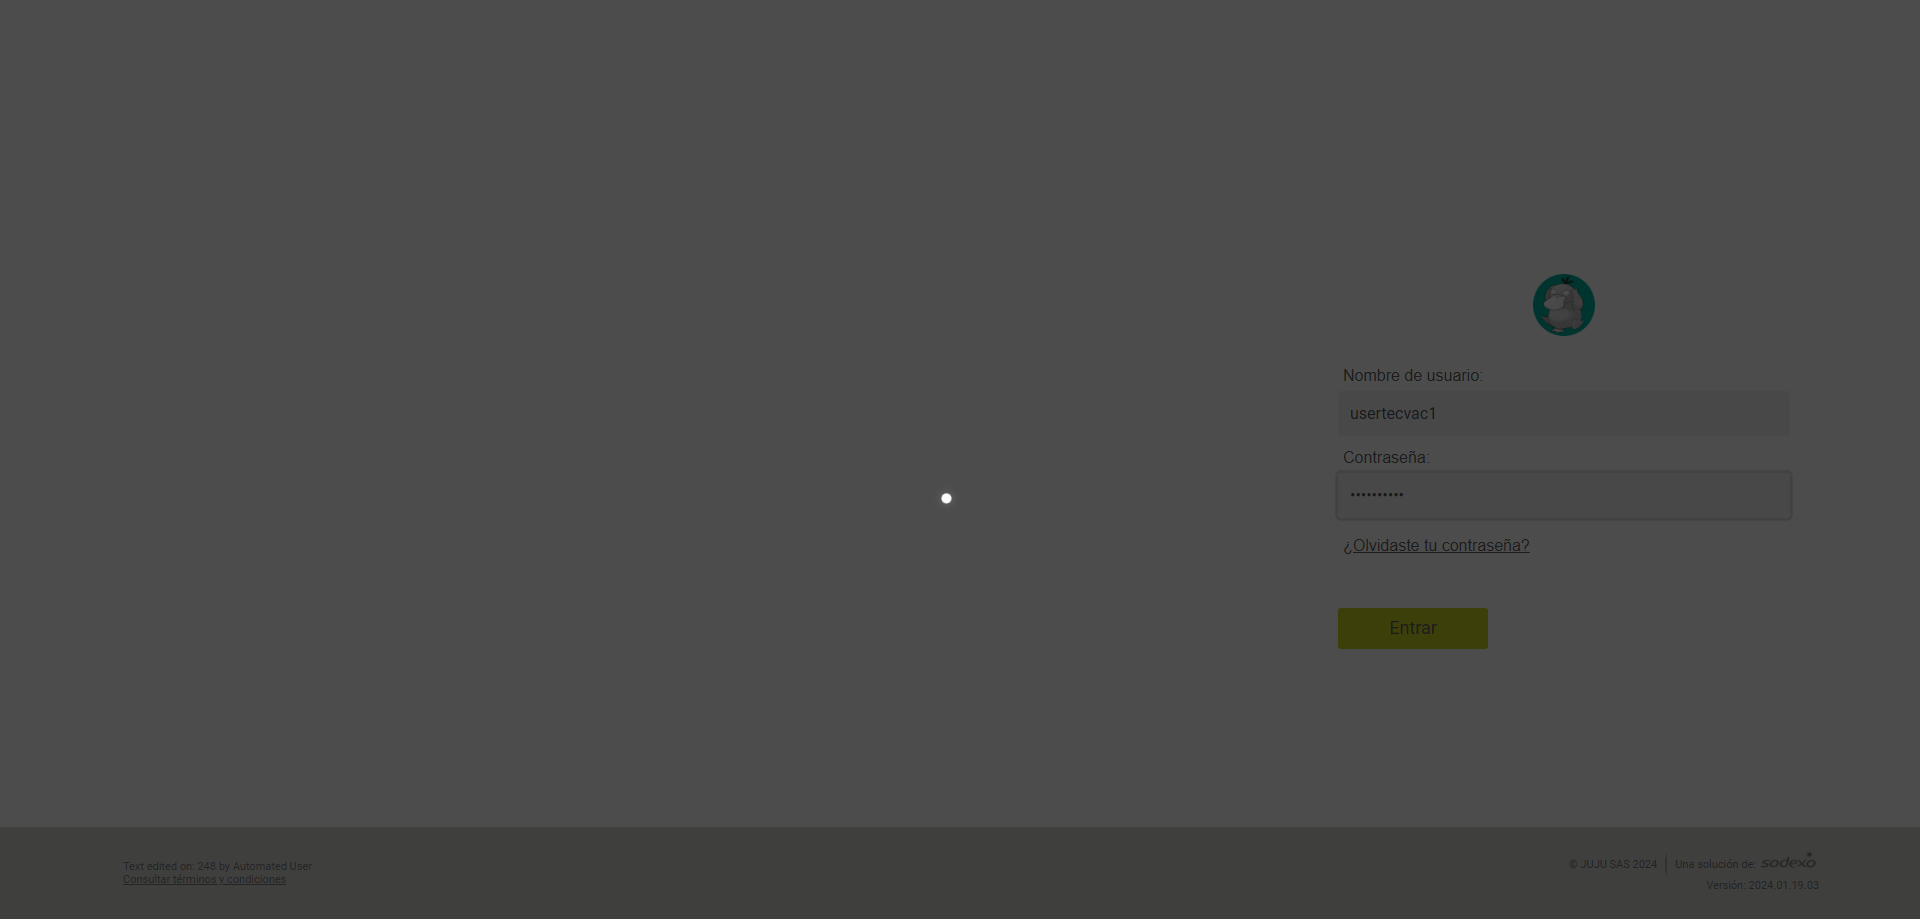 Nombre de usuario:
usertecvac1
Contraseña:
••••••••••
¿Olvidaste tu contraseña?
Entrar
Text edited on: 248 by Automated User
Consultar términos y condiciones
© JUJU SAS 2024 | Una solución de: sodexo
Versión: 2024.01.19.03